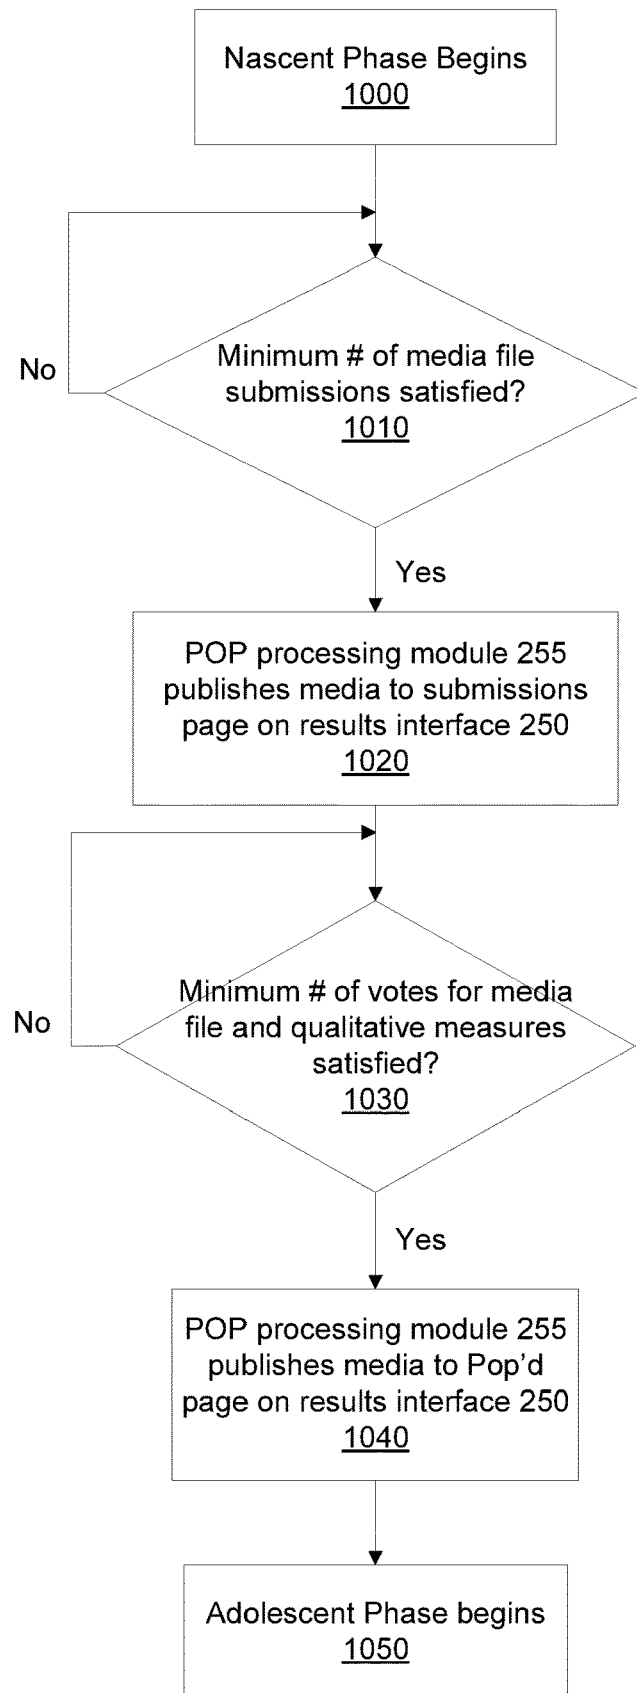 Nascent Phase Begins
1000
No
Minimum # of media file
submissions satisfied?
1010
Yes
POP processing module 255
publishes media to submissions
page on results interface 250
1020
No
Minimum # of votes for media
file and qualitative measures
satisfied?
1030
Yes
POP processing module 255
publishes media to Pop'd
page on results interface 250
1040
Adolescent Phase begins
1050